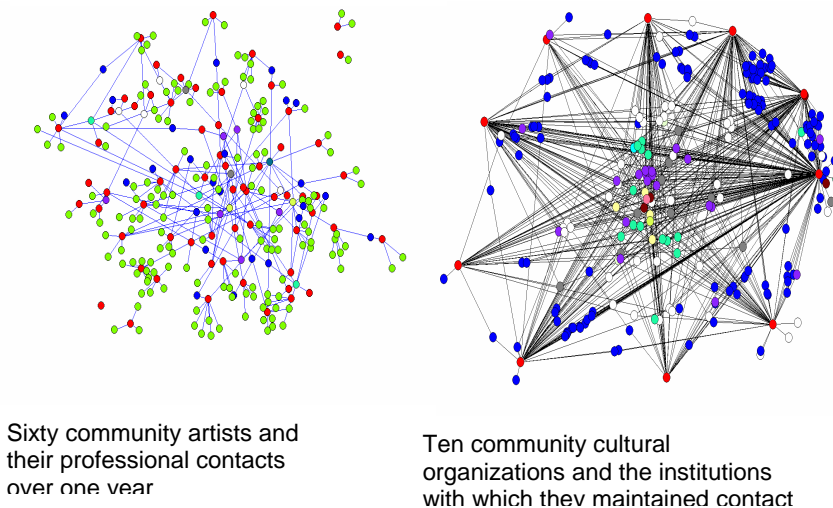 Sixty community artists and
their professional contacts
over one year
Ten community cultural
organizations and the institutions
with which they maintained contact